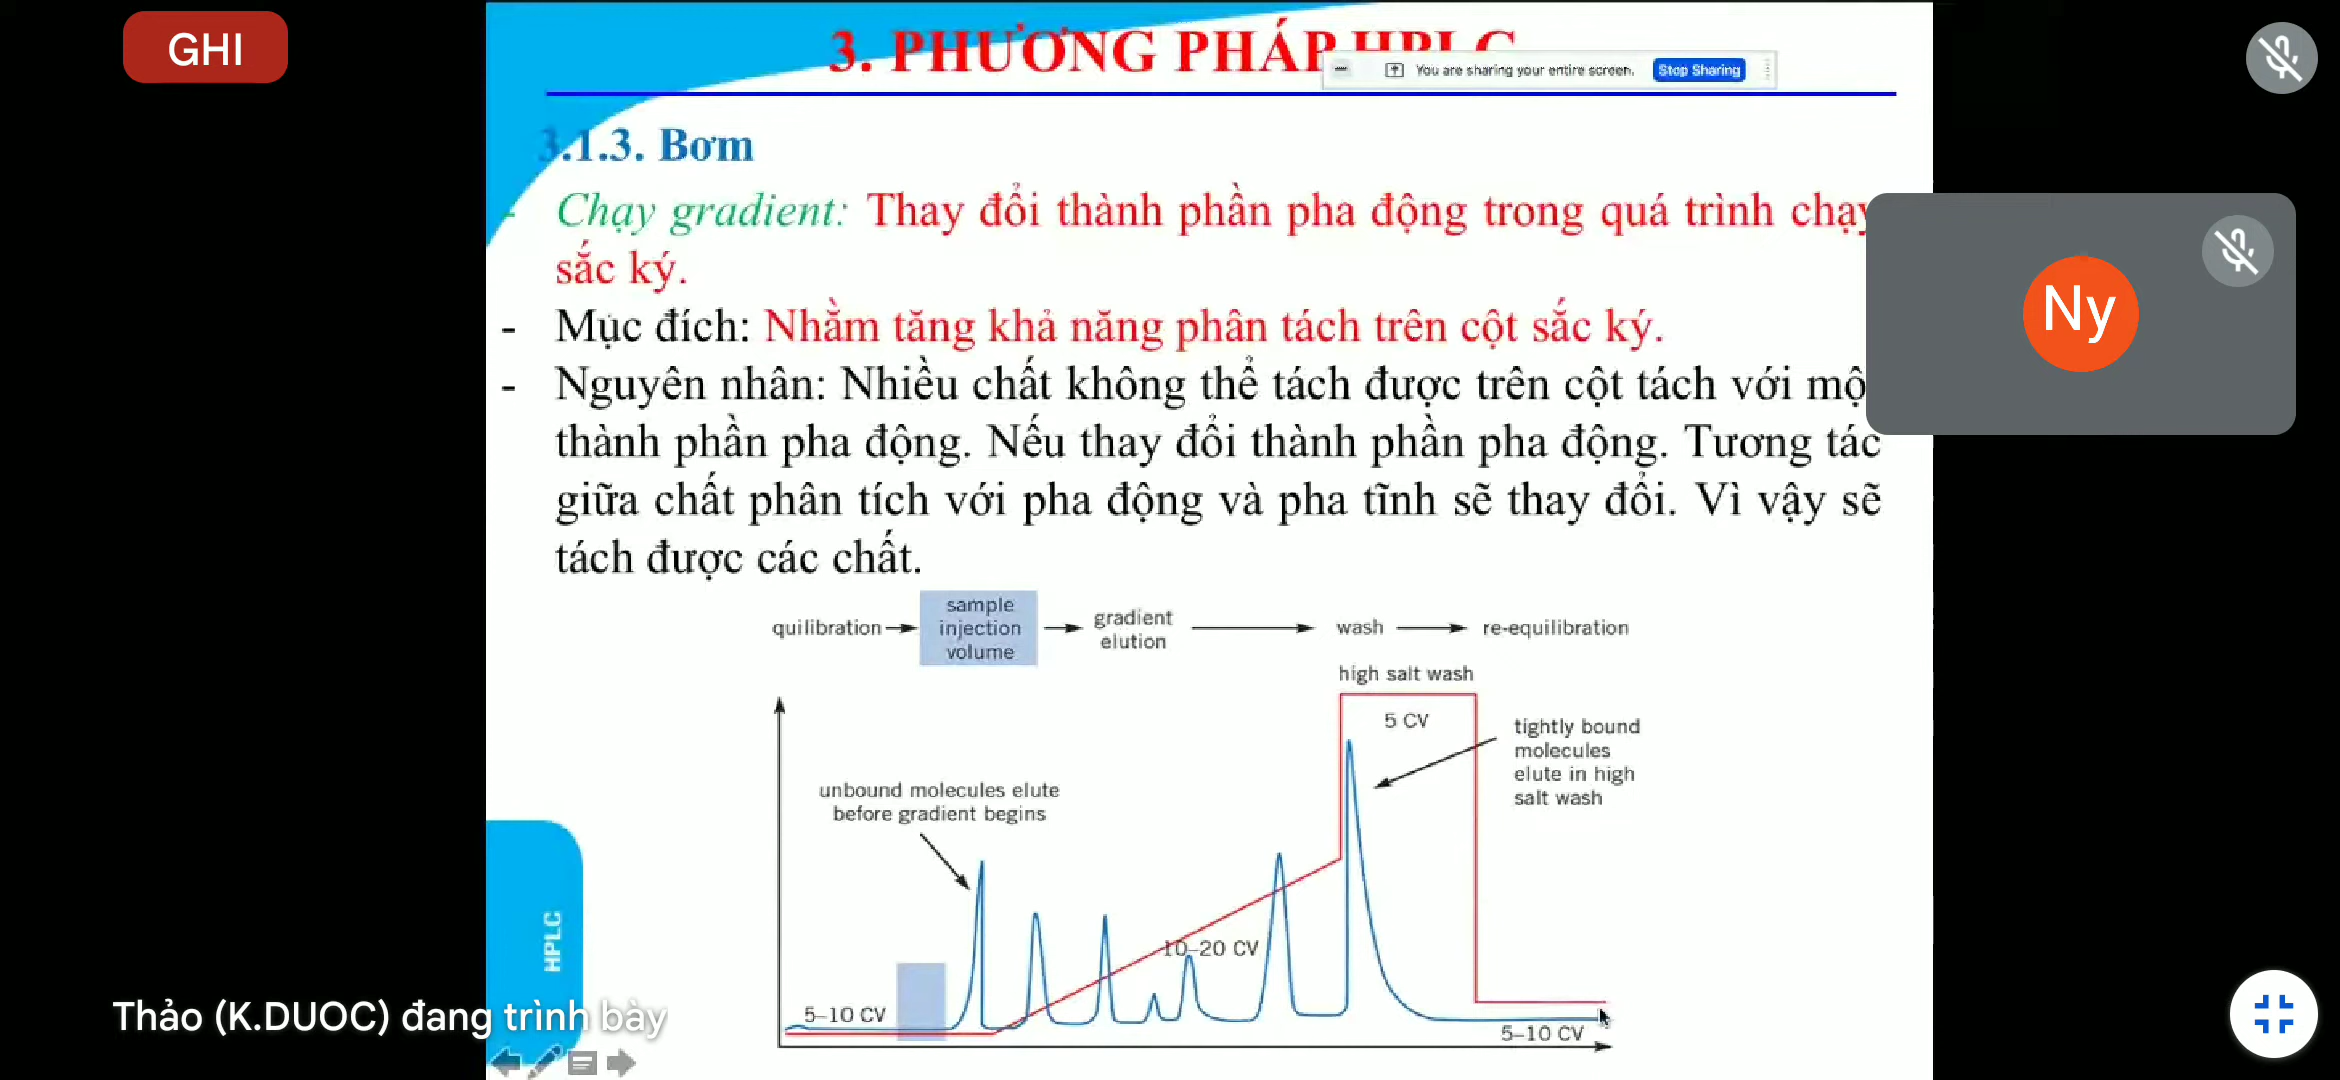 GHI
3. PHƯƠNG PHÁP HPLC
You are sharing your entire screen. Stop Sharing
3.1.3. Bơm
- Chạy gradient: Thay đổi thành phần pha động trong quá trình chạy
sắc ký.
- Mục đích: Nhằm tăng khả năng phân tách trên cột sắc ký.
- Nguyên nhân: Nhiều chất không thể tách được trên cột tách với mộ
thành phần pha động. Nếu thay đổi thành phần pha động. Tương tác
giữa chất phân tích với pha động và pha tĩnh sẽ thay đổi. Vì vậy sẽ
tách được các chất.
Ny
quilibration
sample
injection
volume
gradient
elution
wash
re-equilibration
high salt wash
5 CV
tightly bound
molecules
elute in high
salt wash
unbound molecules elute
before gradient begins
10-20 CV
5-10 CV
5-10 CV
HPLC
Thảo (K.DUOC) đang trình bày